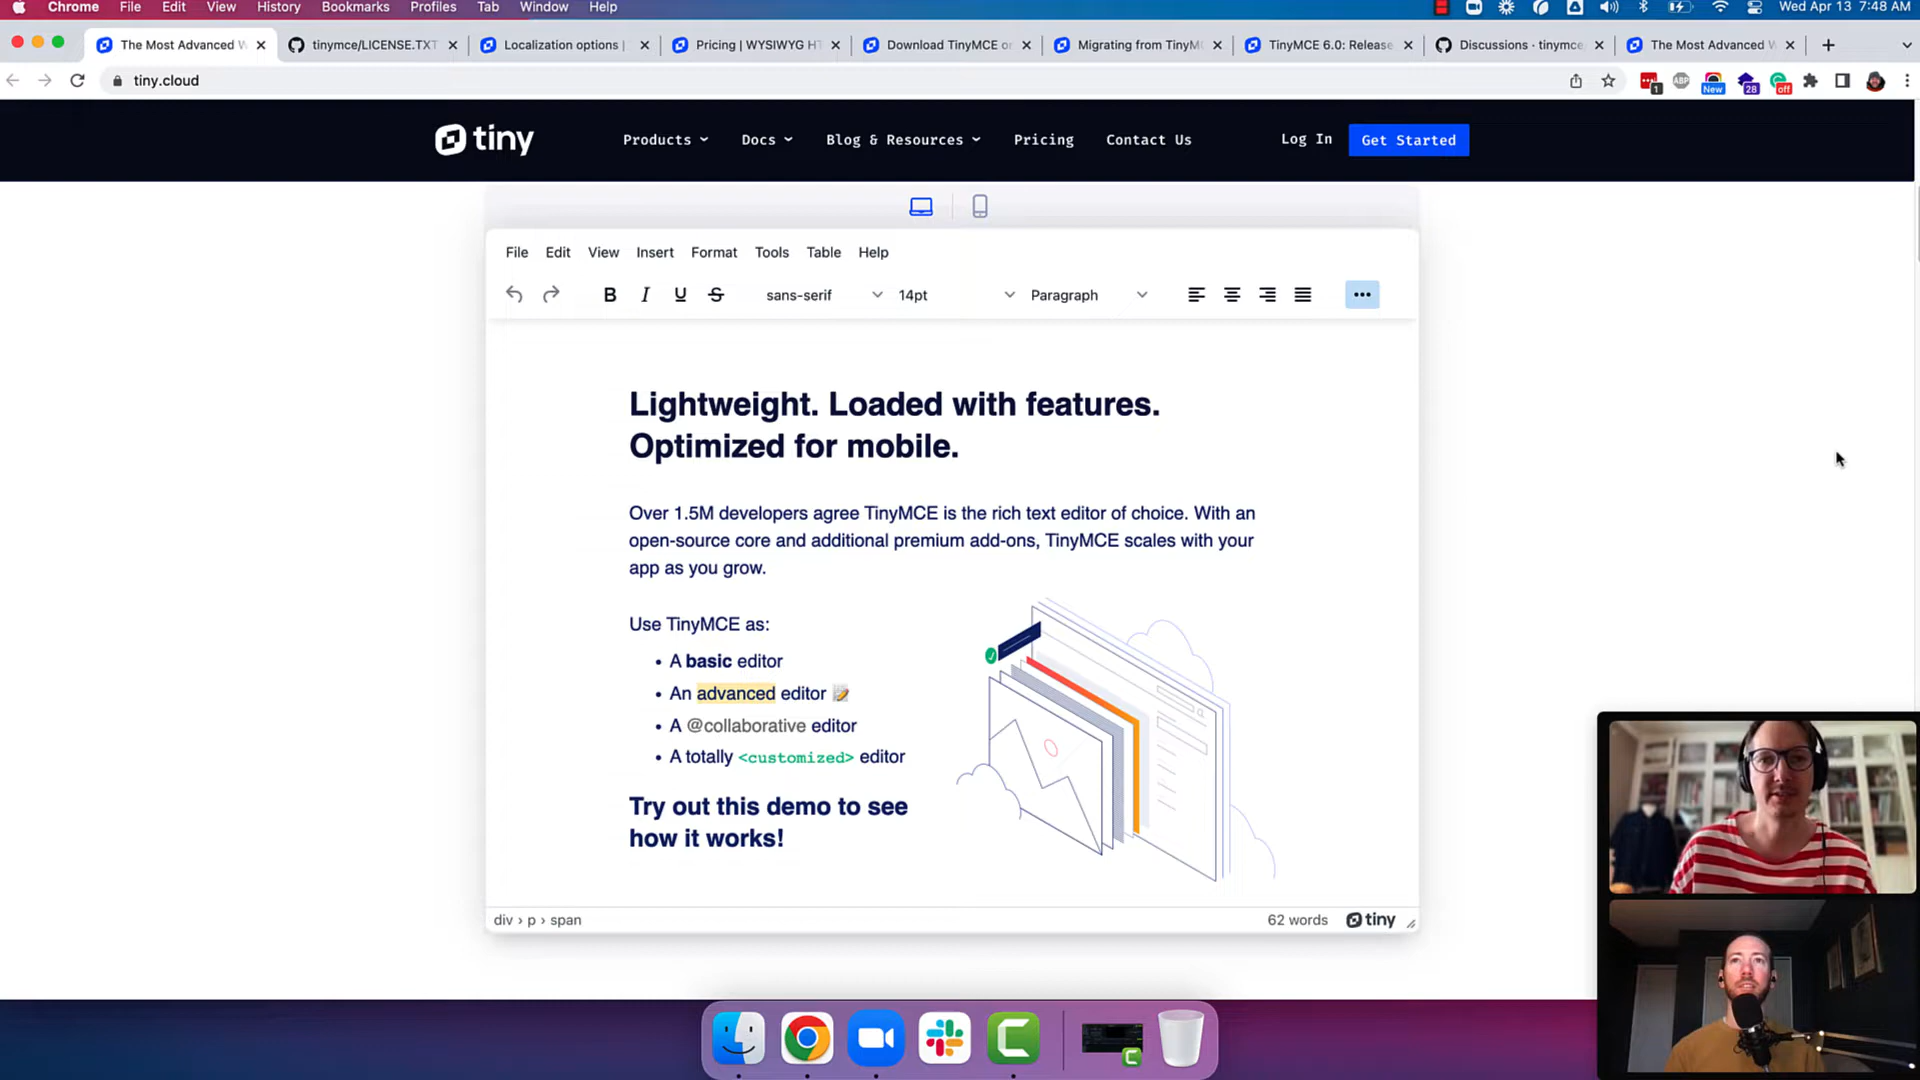 Chrome File Edit View History Bookmarks Profiles Tab Window Help Wed Apr 13 7:48 AM
The Most Advanced W tinymce/LICENSE.TXT Localization options | Pricing | WYSIWYG HT Download TinyMCE or Migrating from TinyM TinyMCE 6.0: Release Discussions · tinymce The Most Advanced W
tiny.cloud ABP 1 New 28 off
tiny Products Docs Blog & Resources Pricing Contact Us Log In Get Started
File Edit View Insert Format Tools Table Help
B I U S sans-serif 14pt Paragraph
Lightweight. Loaded with features.
Optimized for mobile.
Over 1.5M developers agree TinyMCE is the rich text editor of choice. With an
open-source core and additional premium add-ons, TinyMCE scales with your
app as you grow.
Use TinyMCE as:
• A basic editor
• An advanced editor 📝
• A @collaborative editor
• A totally <customized> editor
Try out this demo to see
how it works!
div › p › span 62 words tiny